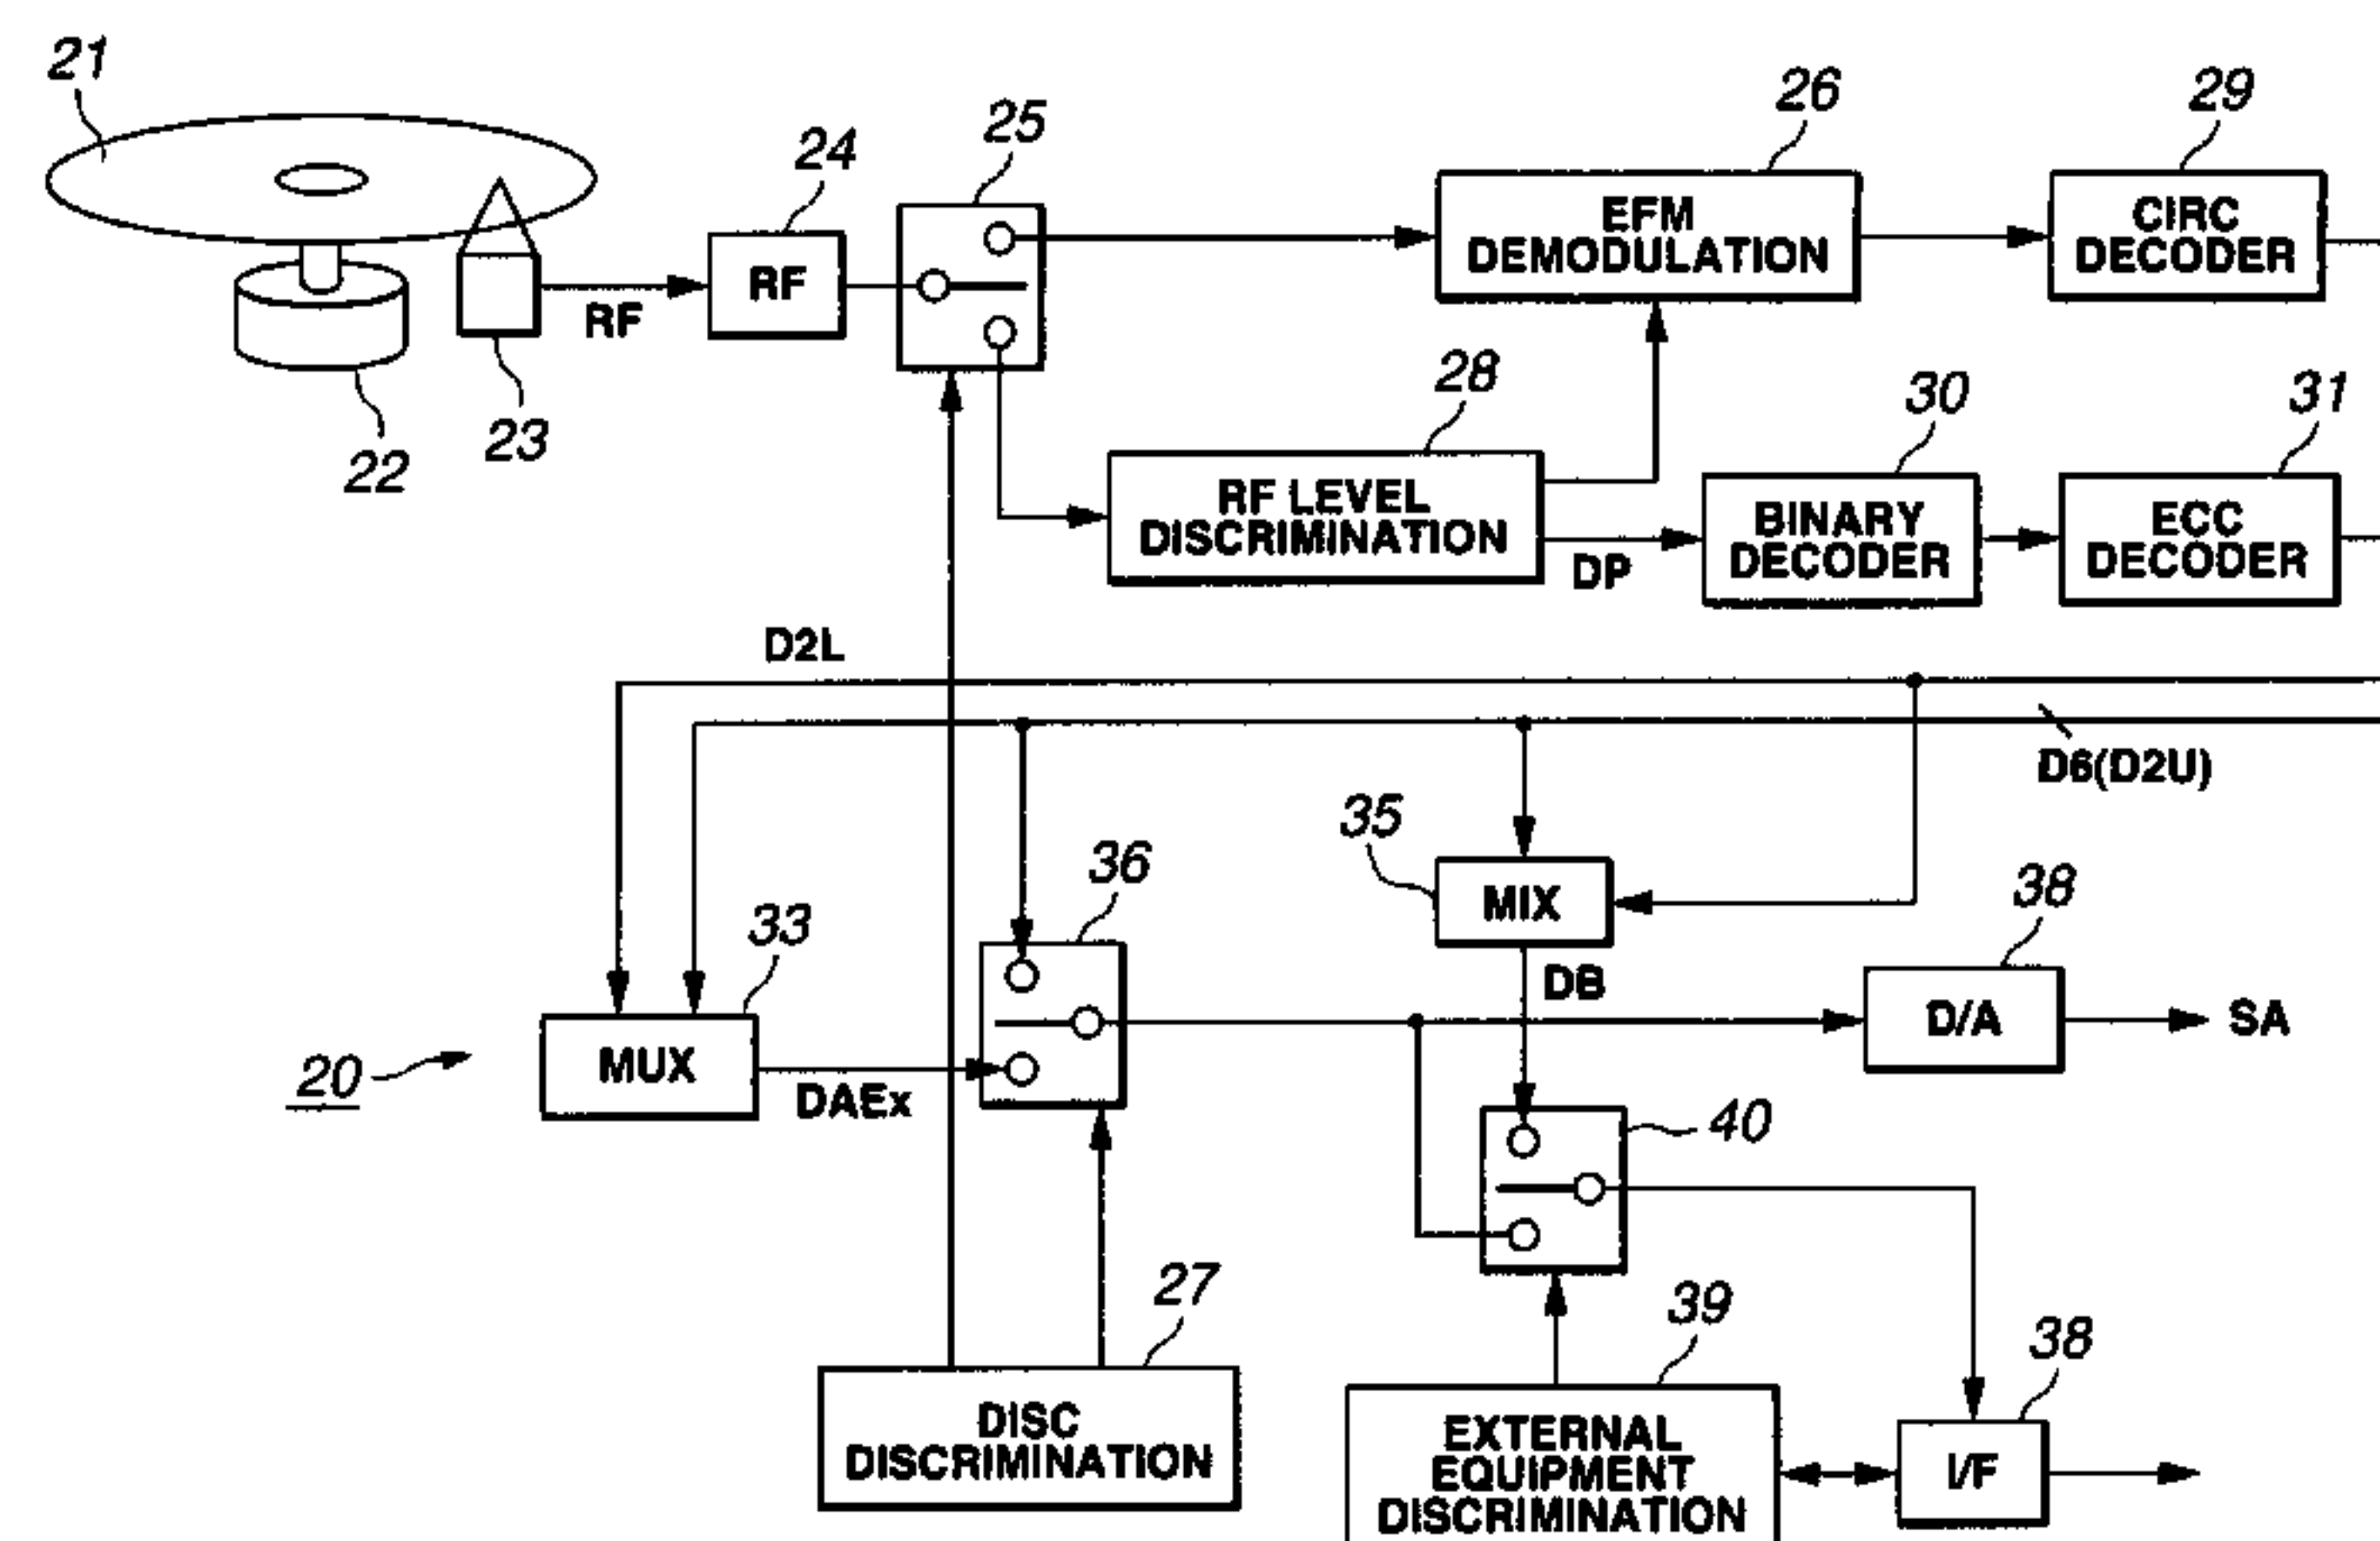 21
24
25
26
29
RF
EFM
DEMODULATION
CIRC
DECODER
RF
22
23
28
30
31
RF LEVEL
DISCRIMINATION
BINARY
DECODER
ECC
DECODER
DP
D2L
D6(D2U)
35
36
38
33
MIX
DB
D/A
SA
20
MUX
DAEx
40
27
39
38
DISC
DISCRIMINATION
EXTERNAL
EQUIPMENT
DISCRIMINATION
I/F